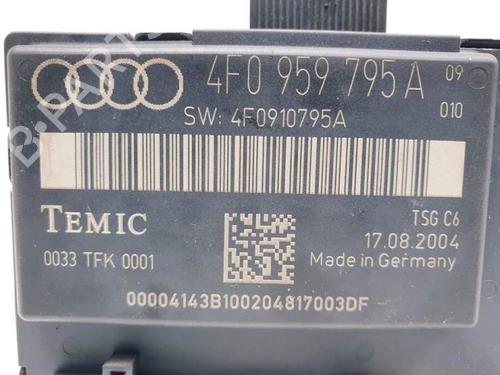 4F0 959 795 A 09
010
SW: 4F0910795A
TEMIC
TSG C6
17.08.2004
0033 TFK 0001
Made in Germany
00004143B100204817003DF